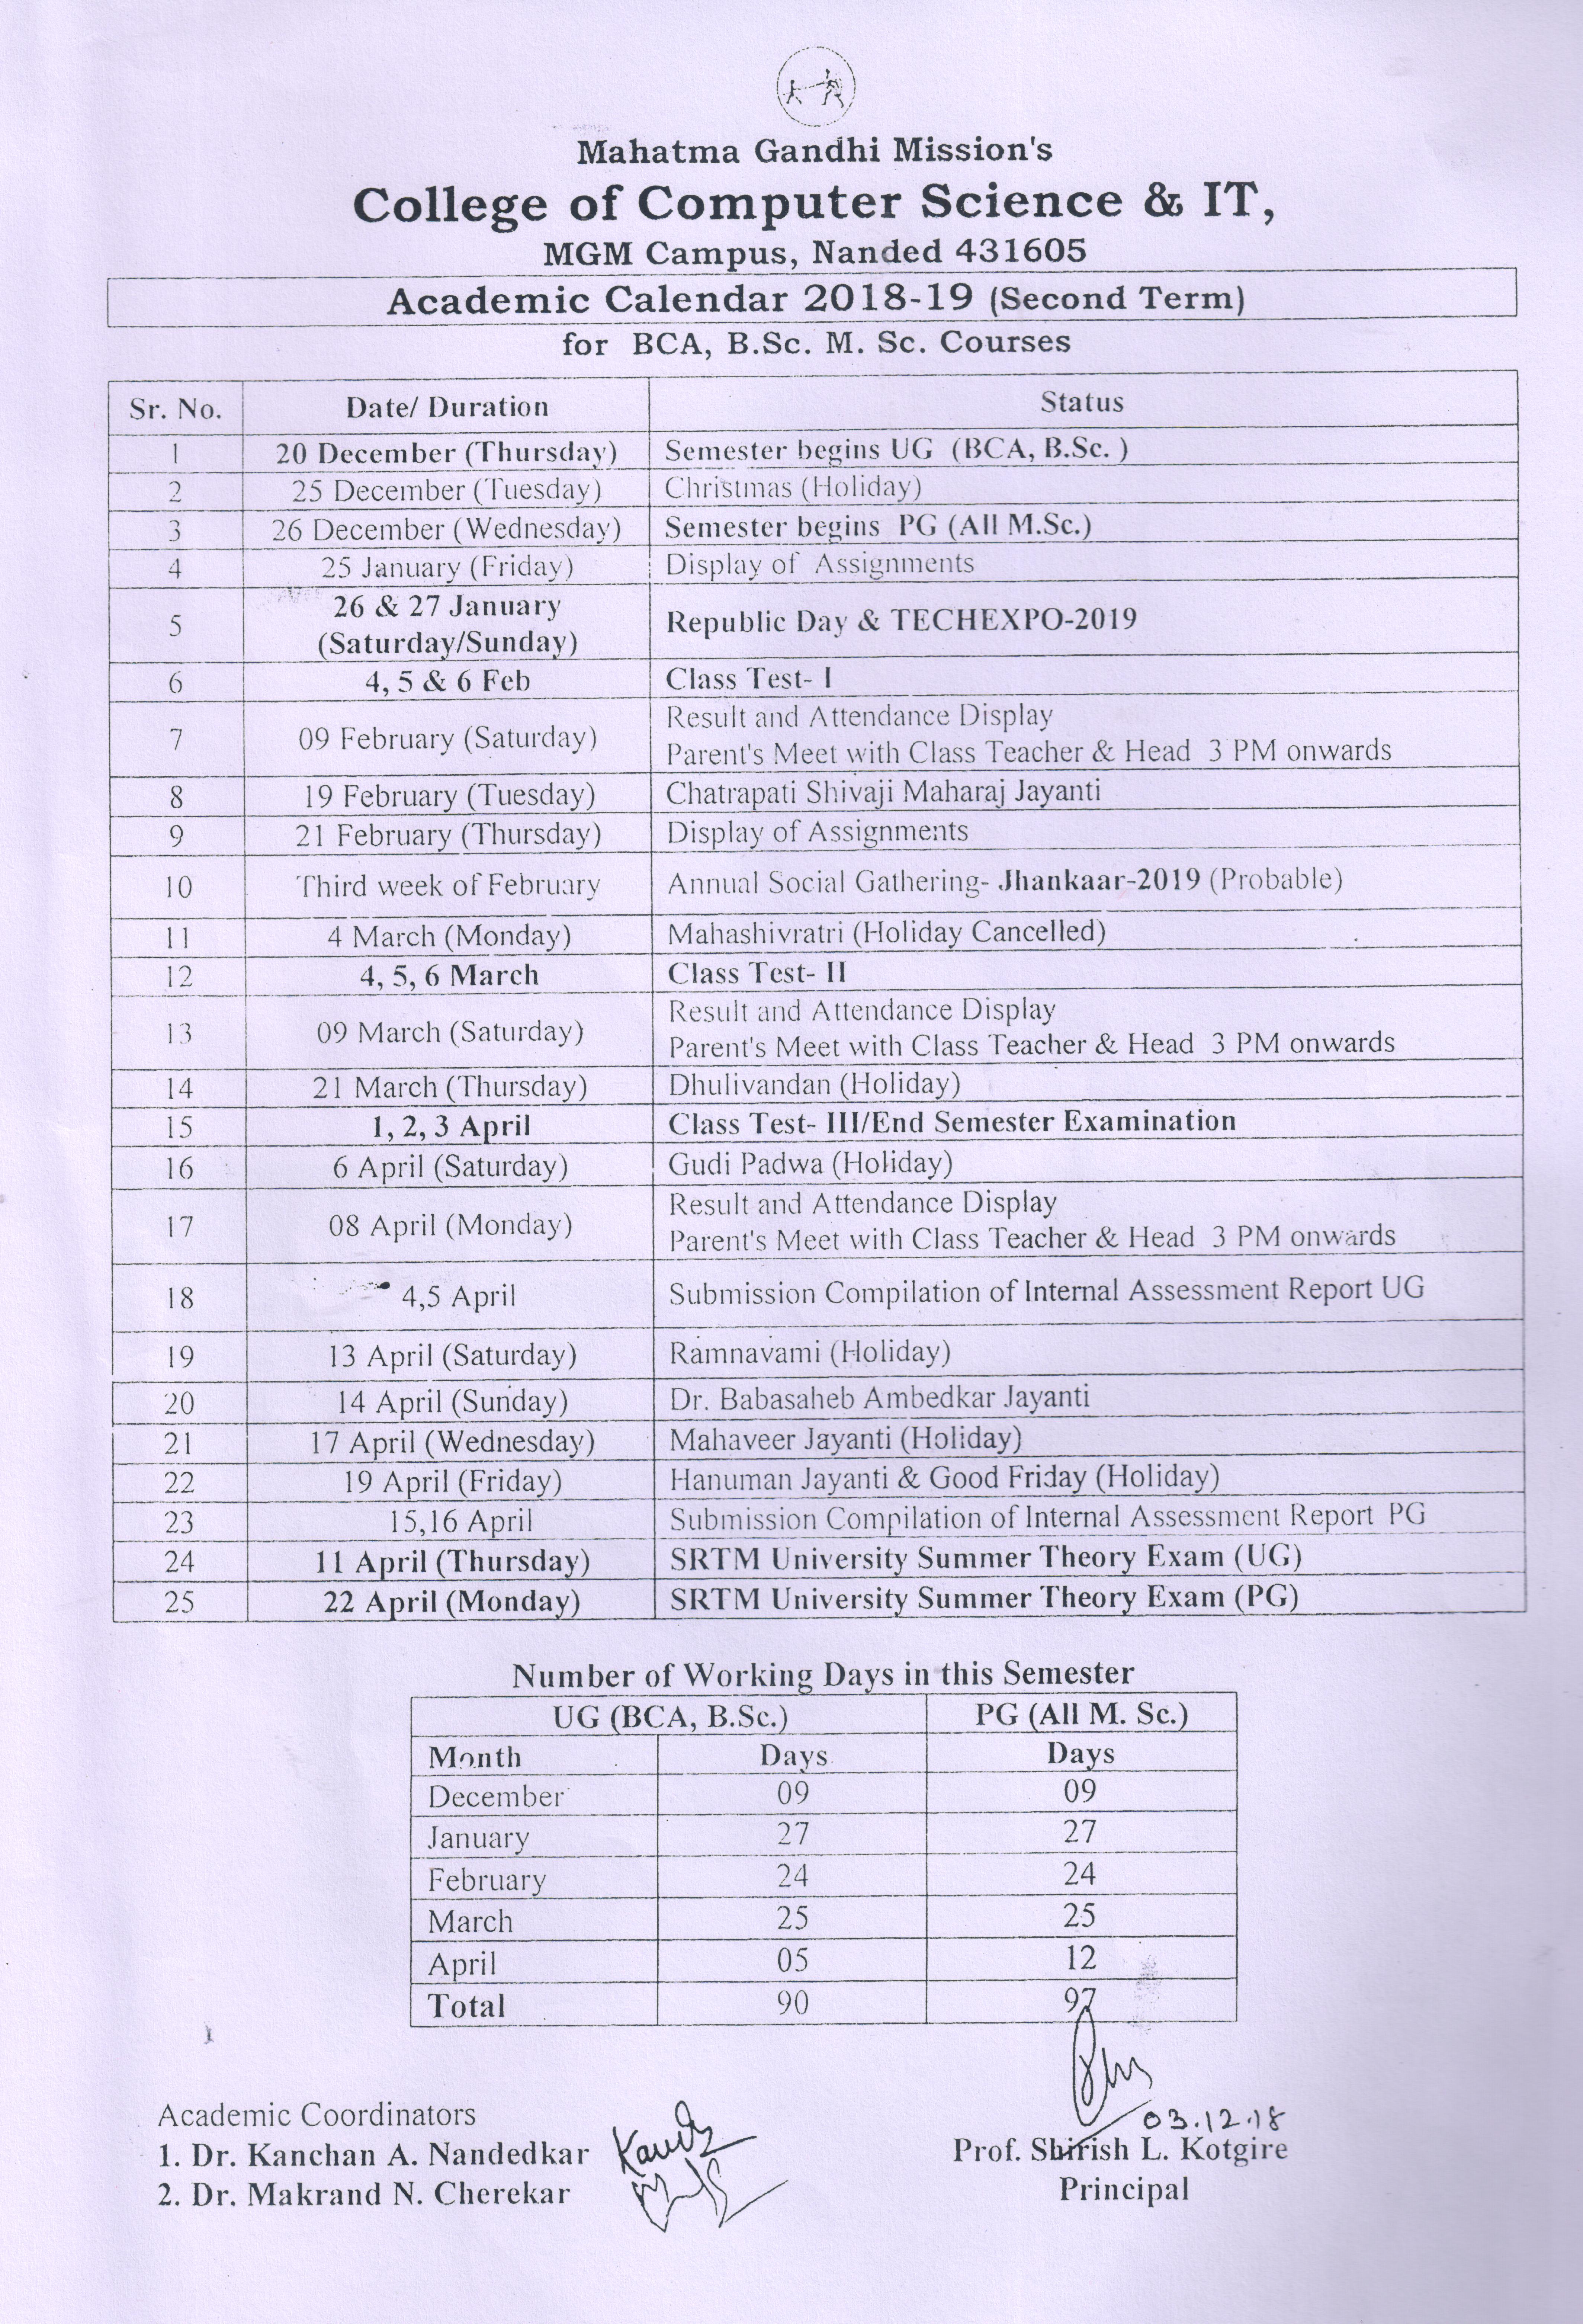 Mahatma Gandhi Mission's
College of Computer Science & IT,
MGM Campus, Nanded 431605
Academic Calendar 2018-19 (Second Term)
for BCA, B.Sc. M. Sc. Courses
Sr. No. Date/ Duration Status
1 20 December (Thursday) Semester begins UG (BCA, B.Sc. )
2 25 December (Tuesday) Christmas (Holiday)
3 26 December (Wednesday) Semester begins PG (All M.Sc.)
4 25 January (Friday) Display of Assignments
5 26 & 27 January
(Saturday/Sunday) Republic Day & TECHEXPO-2019
6 4, 5 & 6 Feb Class Test- I
7 09 February (Saturday) Result and Attendance Display
Parent's Meet with Class Teacher & Head 3 PM onwards
8 19 February (Tuesday) Chatrapati Shivaji Maharaj Jayanti
9 21 February (Thursday) Display of Assignments
10 Third week of February Annual Social Gathering- Jhankaar-2019 (Probable)
11 4 March (Monday) Mahashivratri (Holiday Cancelled)
12 4, 5, 6 March Class Test- II
13 09 March (Saturday) Result and Attendance Display
Parent's Meet with Class Teacher & Head 3 PM onwards
14 21 March (Thursday) Dhulivandan (Holiday)
15 1, 2, 3 April Class Test- III/End Semester Examination
16 6 April (Saturday) Gudi Padwa (Holiday)
17 08 April (Monday) Result and Attendance Display
Parent's Meet with Class Teacher & Head 3 PM onwards
18 4,5 April Submission Compilation of Internal Assessment Report UG
19 13 April (Saturday) Ramnavami (Holiday)
20 14 April (Sunday) Dr. Babasaheb Ambedkar Jayanti
21 17 April (Wednesday) Mahaveer Jayanti (Holiday)
22 19 April (Friday) Hanuman Jayanti & Good Friday (Holiday)
23 15,16 April Submission Compilation of Internal Assessment Report PG
24 11 April (Thursday) SRTM University Summer Theory Exam (UG)
25 22 April (Monday) SRTM University Summer Theory Exam (PG)
Number of Working Days in this Semester
UG (BCA, B.Sc.) PG (All M. Sc.)
Month Days Days
December 09 09
January 27 27
February 24 24
March 25 25
April 05 12
Total 90 97
03.12.18
Academic Coordinators
1. Dr. Kanchan A. Nandedkar Prof. Shirish L. Kotgire
2. Dr. Makrand N. Cherekar Principal